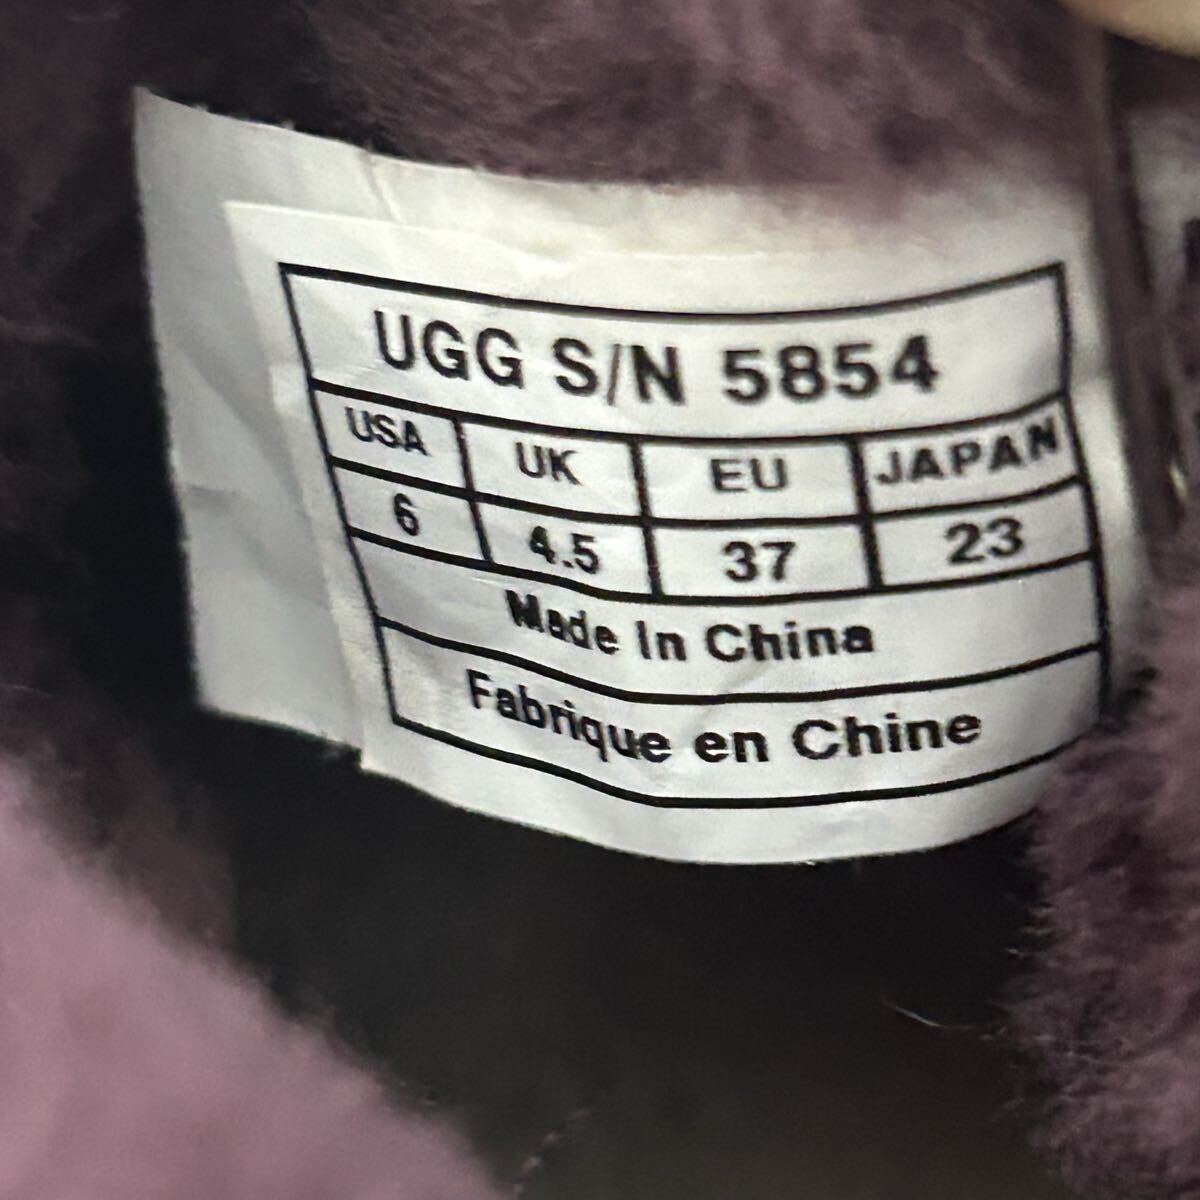 UGG S/N 5854
USA UK EU JAPAN
6 4.5 37 23
Made In China
Fabrique en Chine